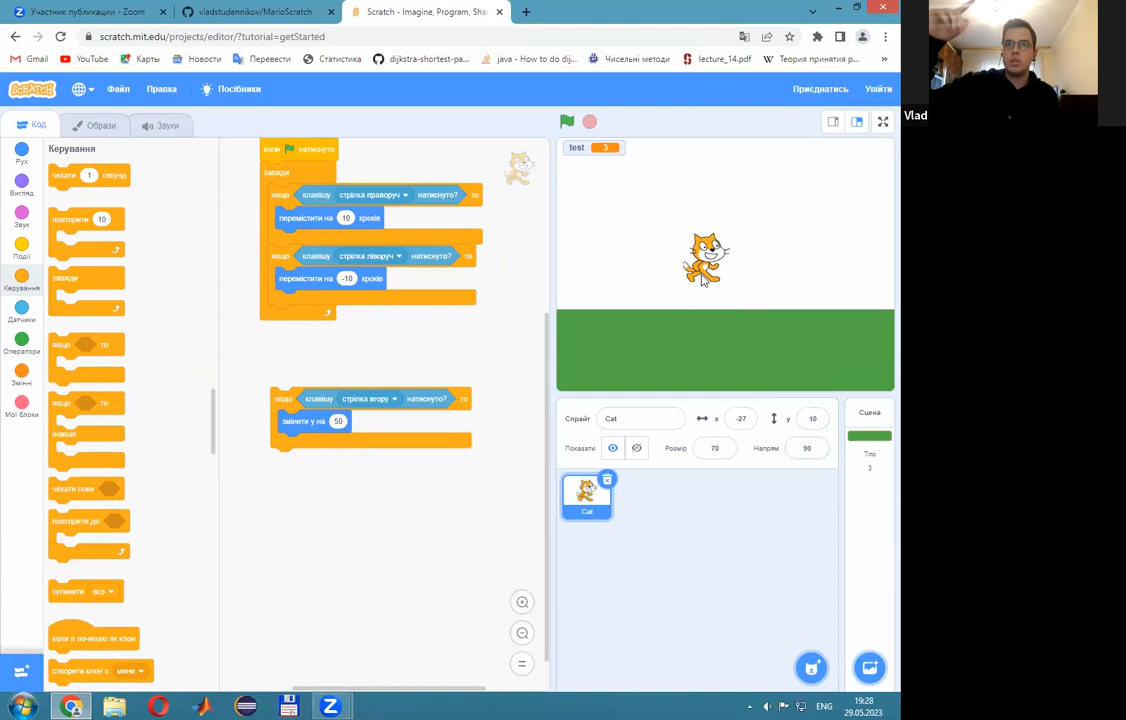 Участник публикации - Zoom
vladstudennikov/MarioScratch
Scratch - Imagine, Program, Sha
scratch.mit.edu/projects/editor/?tutorial=getStarted
Gmail
YouTube
Карты
Новости
Перевести
Статистика
dijkstra-shortest-pa...
java - How to do dij...
Чисельні методи
lecture_14.pdf
Теория принятия р...
»
SCRATCH
Файл
Правка
Посібники
Приєднатись
Увійти
Vlad
Код
Образи
Звуки
Рух
Вигляд
Звук
Події
Керування
Датчики
Оператори
Змінні
Мої блоки
Керування
чекати 1 секунд
повторити 10
завжди
якщо то
якщо то
інакше
чекати поки
повторити до
зупинити все
коли я починаю як клон
створити клон з мене
коли натиснуто
завжди
якщо клавішу стрілка праворуч натиснуто? то
перемістити на 10 кроків
якщо клавішу стрілка ліворуч натиснуто? то
перемістити на -10 кроків
якщо клавішу стрілка вгору натиснуто? то
змінити y на 50
test 3
Спрайт Cat x -27 y 10
Показати Розмір 70 Напрям 90
Cat
Сцена
Тло
3
ENG
19:28
29.05.2023